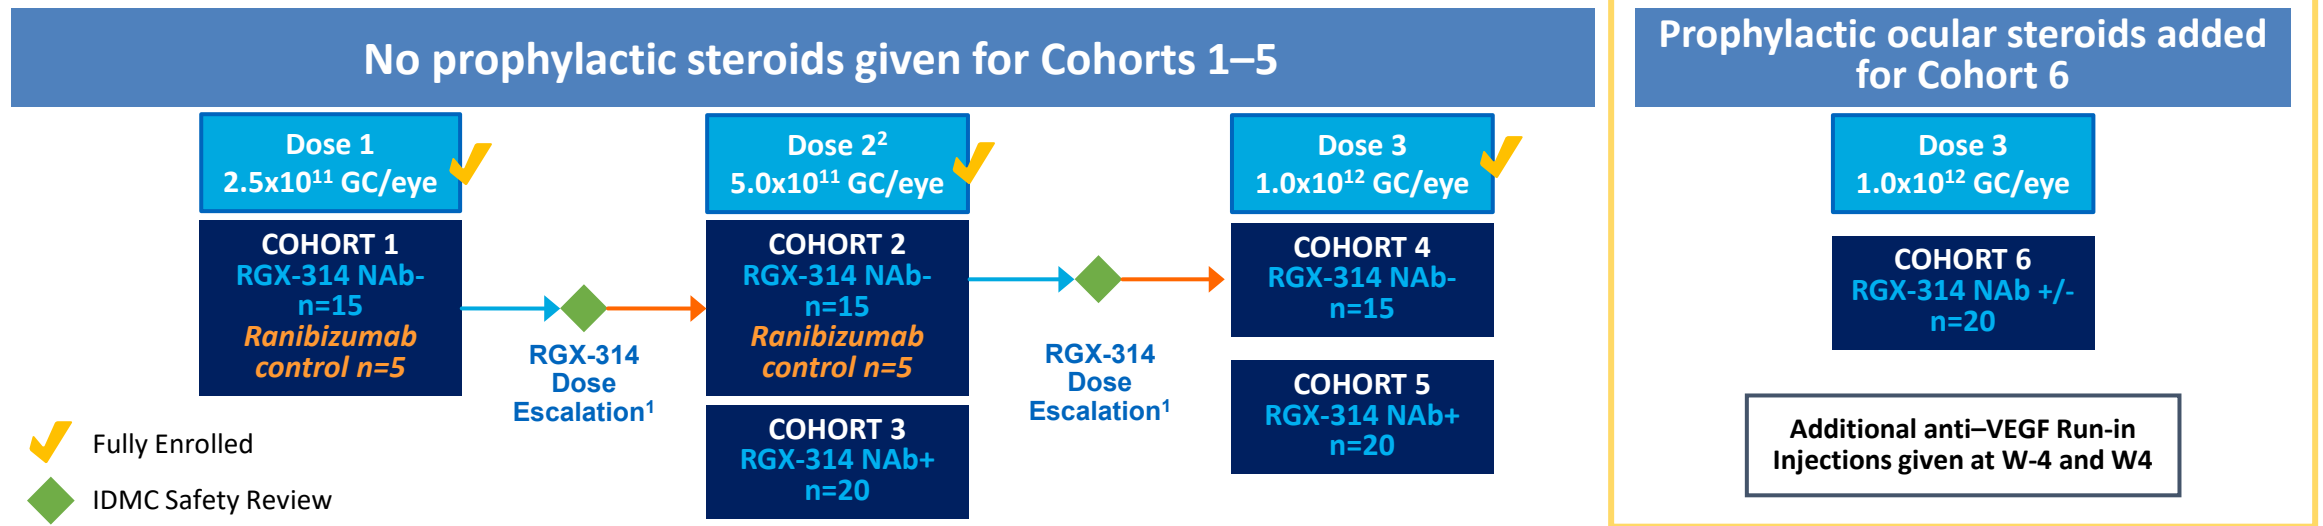 No prophylactic steroids given for Cohorts 1–5
Dose 1
2.5x10¹¹ GC/eye
COHORT 1
RGX-314 NAb-
n=15
Ranibizumab
control n=5
RGX-314
Dose
Escalation¹
Dose 2²
5.0x10¹¹ GC/eye
COHORT 2
RGX-314 NAb-
n=15
Ranibizumab
control n=5
COHORT 3
RGX-314 NAb+
n=20
RGX-314
Dose
Escalation¹
Dose 3
1.0x10¹² GC/eye
COHORT 4
RGX-314 NAb-
n=15
COHORT 5
RGX-314 NAb+
n=20
Fully Enrolled
IDMC Safety Review
Prophylactic ocular steroids added
for Cohort 6
Dose 3
1.0x10¹² GC/eye
COHORT 6
RGX-314 NAb +/-
n=20
Additional anti–VEGF Run-in
Injections given at W-4 and W4